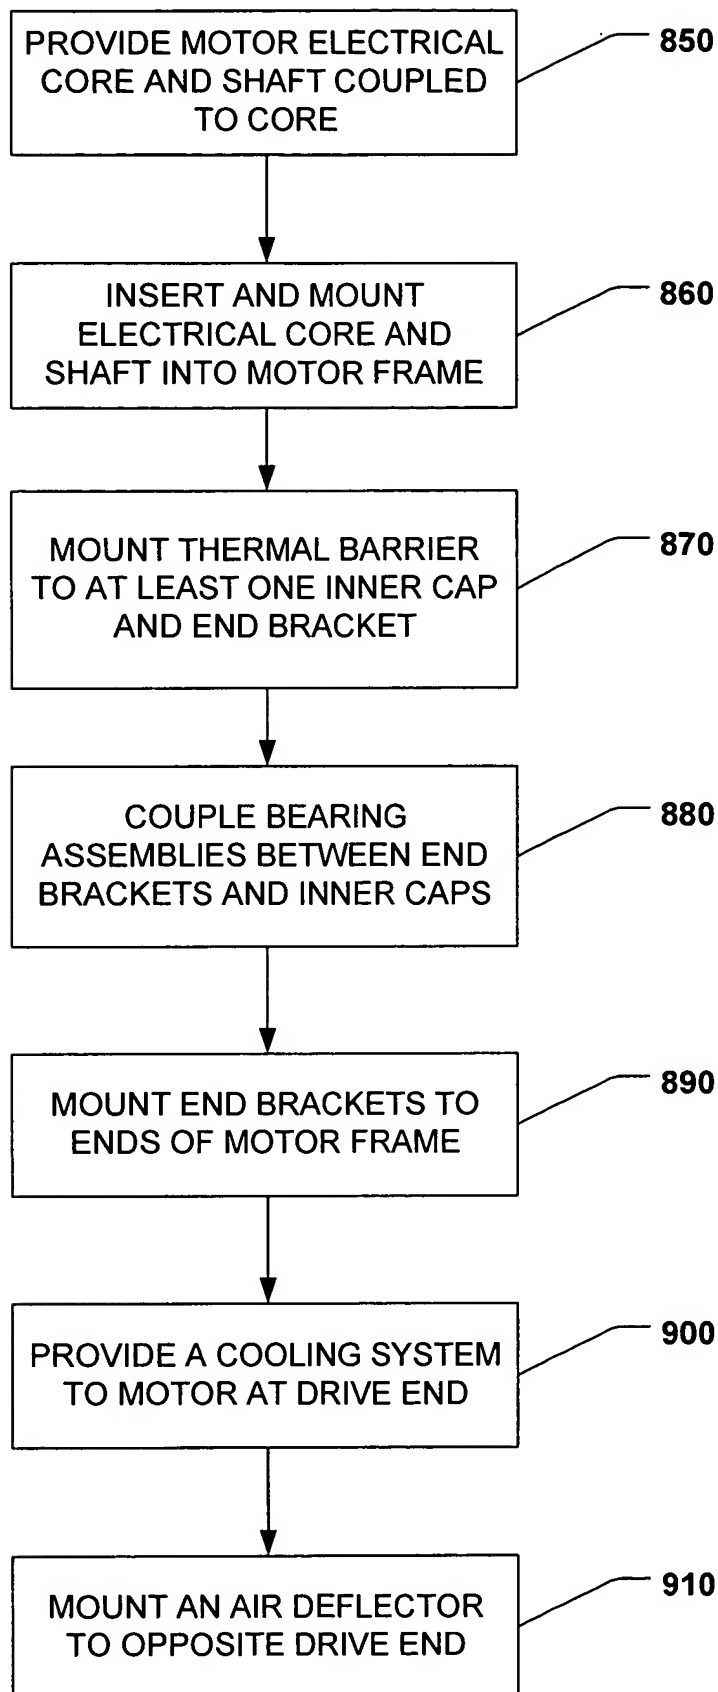 PROVIDE MOTOR ELECTRICAL
CORE AND SHAFT COUPLED
TO CORE
850
INSERT AND MOUNT
ELECTRICAL CORE AND
SHAFT INTO MOTOR FRAME
860
MOUNT THERMAL BARRIER
TO AT LEAST ONE INNER CAP
AND END BRACKET
870
COUPLE BEARING
ASSEMBLIES BETWEEN END
BRACKETS AND INNER CAPS
880
MOUNT END BRACKETS TO
ENDS OF MOTOR FRAME
890
PROVIDE A COOLING SYSTEM
TO MOTOR AT DRIVE END
900
MOUNT AN AIR DEFLECTOR
TO OPPOSITE DRIVE END
910